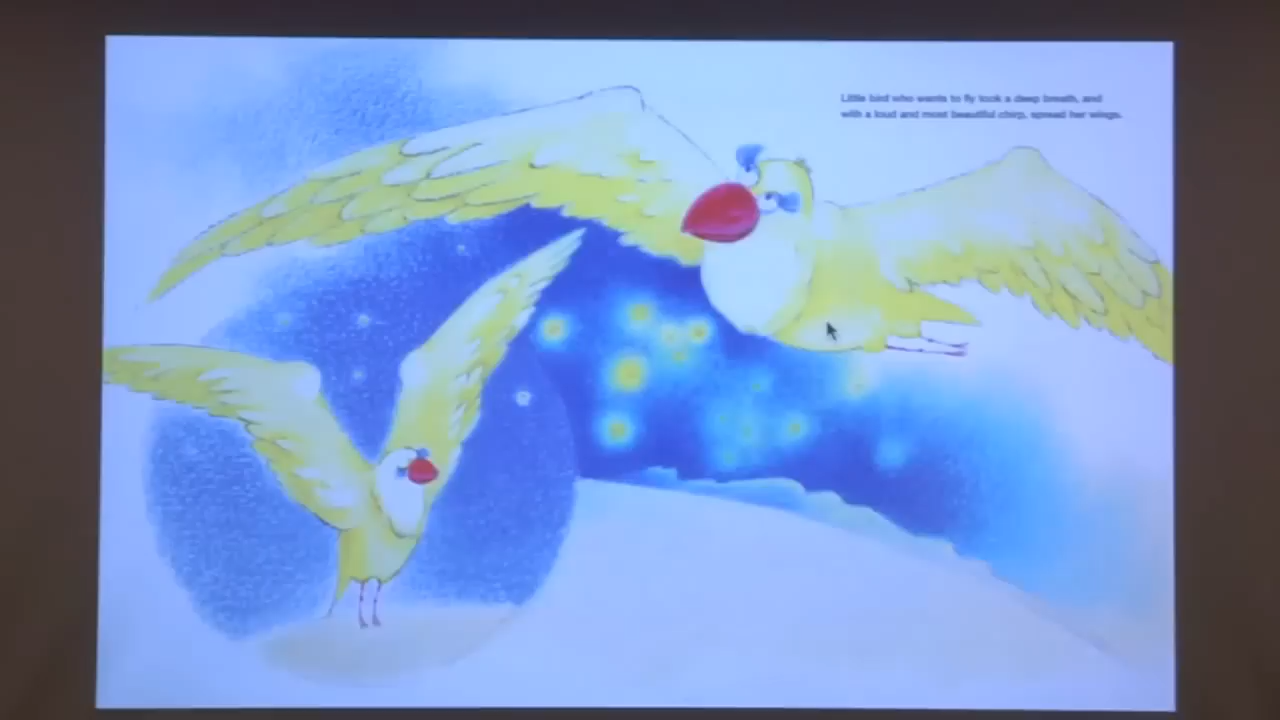 Little bird who wants to fly took a deep breath, and
with a loud and most beautiful chirp, spread her wings.